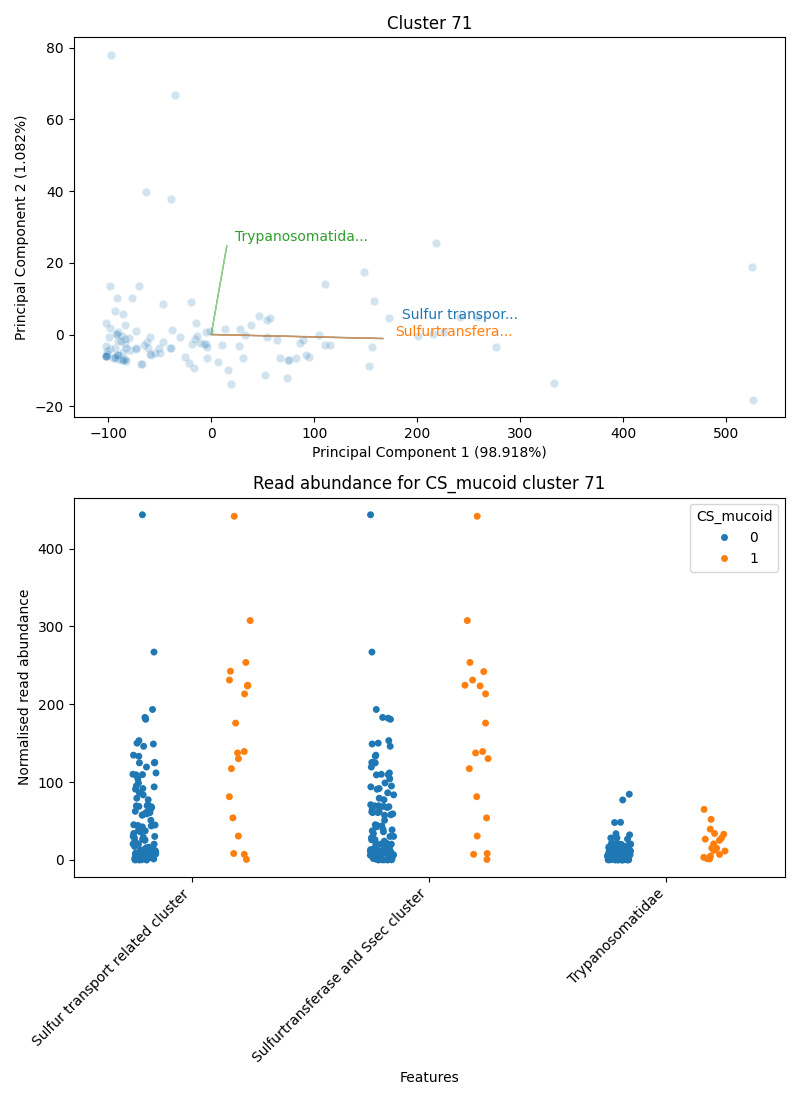 Cluster 71
80
60
40
20
0
−20
Principal Component 2 (1.082%)
Trypanosomatida...
Sulfur transpor...
Sulfurtransfera...
−100
0
100
200
300
400
500
Principal Component 1 (98.918%)
Read abundance for CS_mucoid cluster 71
CS_mucoid
0
1
400
300
200
100
0
Normalised read abundance
Sulfur transport related cluster
Sulfurtransferase and Ssec cluster
Trypanosomatidae
Features